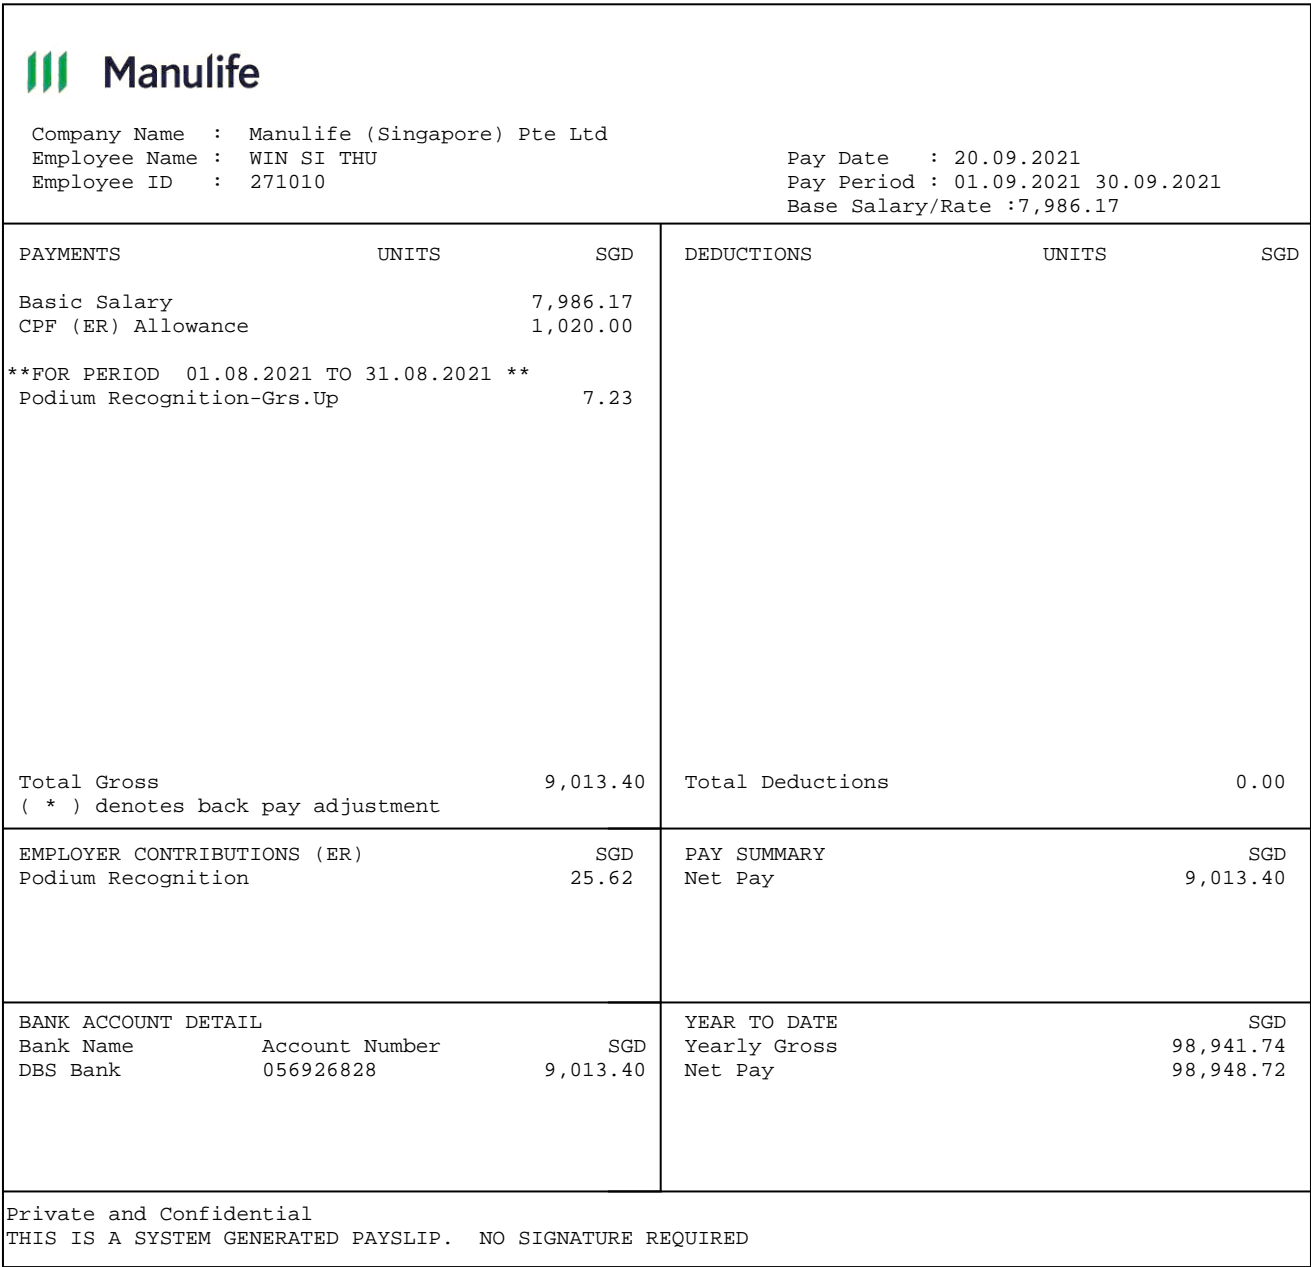 Manulife
Company Name : Manulife (Singapore) Pte Ltd
Employee Name : WIN SI THU
Employee ID : 271010
Pay Date : 20.09.2021
Pay Period : 01.09.2021 30.09.2021
Base Salary/Rate :7,986.17
PAYMENTS UNITS SGD
Basic Salary 7,986.17
CPF (ER) Allowance 1,020.00
**FOR PERIOD 01.08.2021 TO 31.08.2021 **
Podium Recognition-Grs.Up 7.23
Total Gross 9,013.40
( * ) denotes back pay adjustment
DEDUCTIONS UNITS SGD
Total Deductions 0.00
EMPLOYER CONTRIBUTIONS (ER) SGD
Podium Recognition 25.62
PAY SUMMARY SGD
Net Pay 9,013.40
BANK ACCOUNT DETAIL
Bank Name Account Number SGD
DBS Bank 056926828 9,013.40
YEAR TO DATE SGD
Yearly Gross 98,941.74
Net Pay 98,948.72
Private and Confidential
THIS IS A SYSTEM GENERATED PAYSLIP. NO SIGNATURE REQUIRED